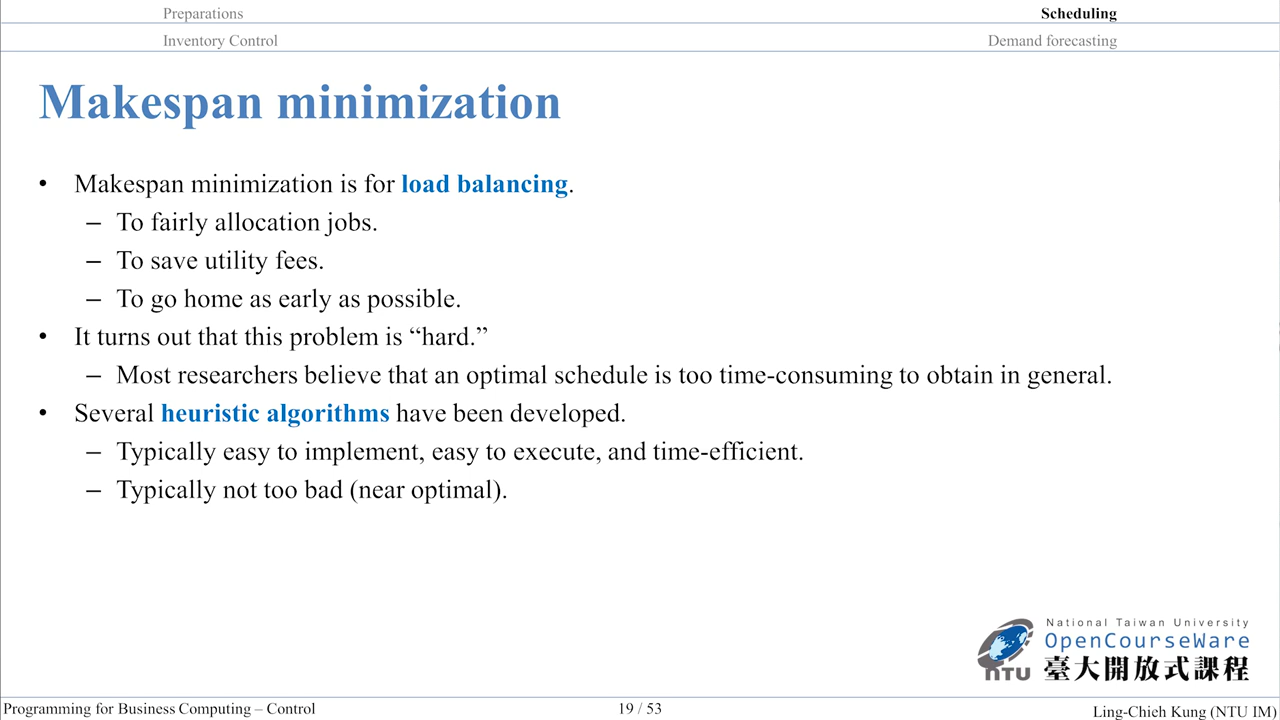 Preparations
Scheduling
Inventory Control
Demand forecasting
Makespan minimization
• Makespan minimization is for load balancing.
– To fairly allocation jobs.
– To save utility fees.
– To go home as early as possible.
• It turns out that this problem is “hard.”
– Most researchers believe that an optimal schedule is too time-consuming to obtain in general.
• Several heuristic algorithms have been developed.
– Typically easy to implement, easy to execute, and time-efficient.
– Typically not too bad (near optimal).
National Taiwan University
OpenCourseWare
臺大開放式課程
NTU
Programming for Business Computing – Control
19 / 53
Ling-Chieh Kung (NTU IM)